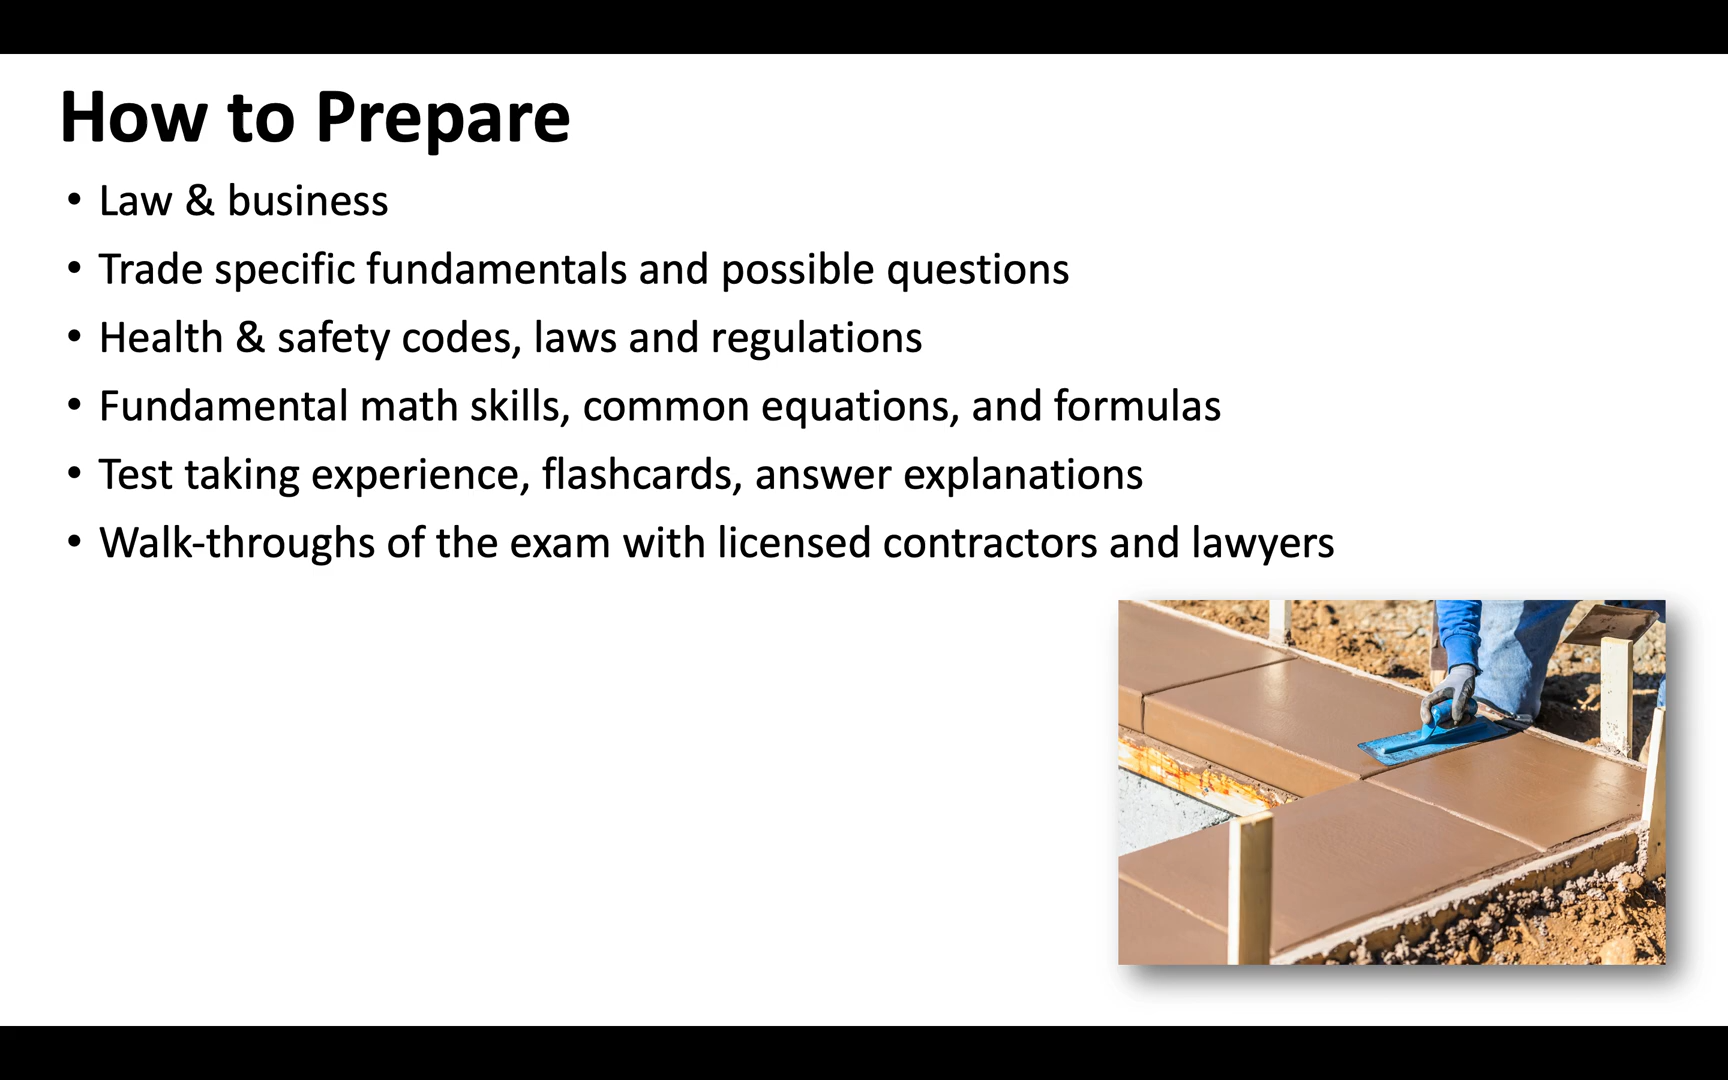 How to Prepare
• Law & business
• Trade specific fundamentals and possible questions
• Health & safety codes, laws and regulations
• Fundamental math skills, common equations, and formulas
• Test taking experience, flashcards, answer explanations
• Walk-throughs of the exam with licensed contractors and lawyers